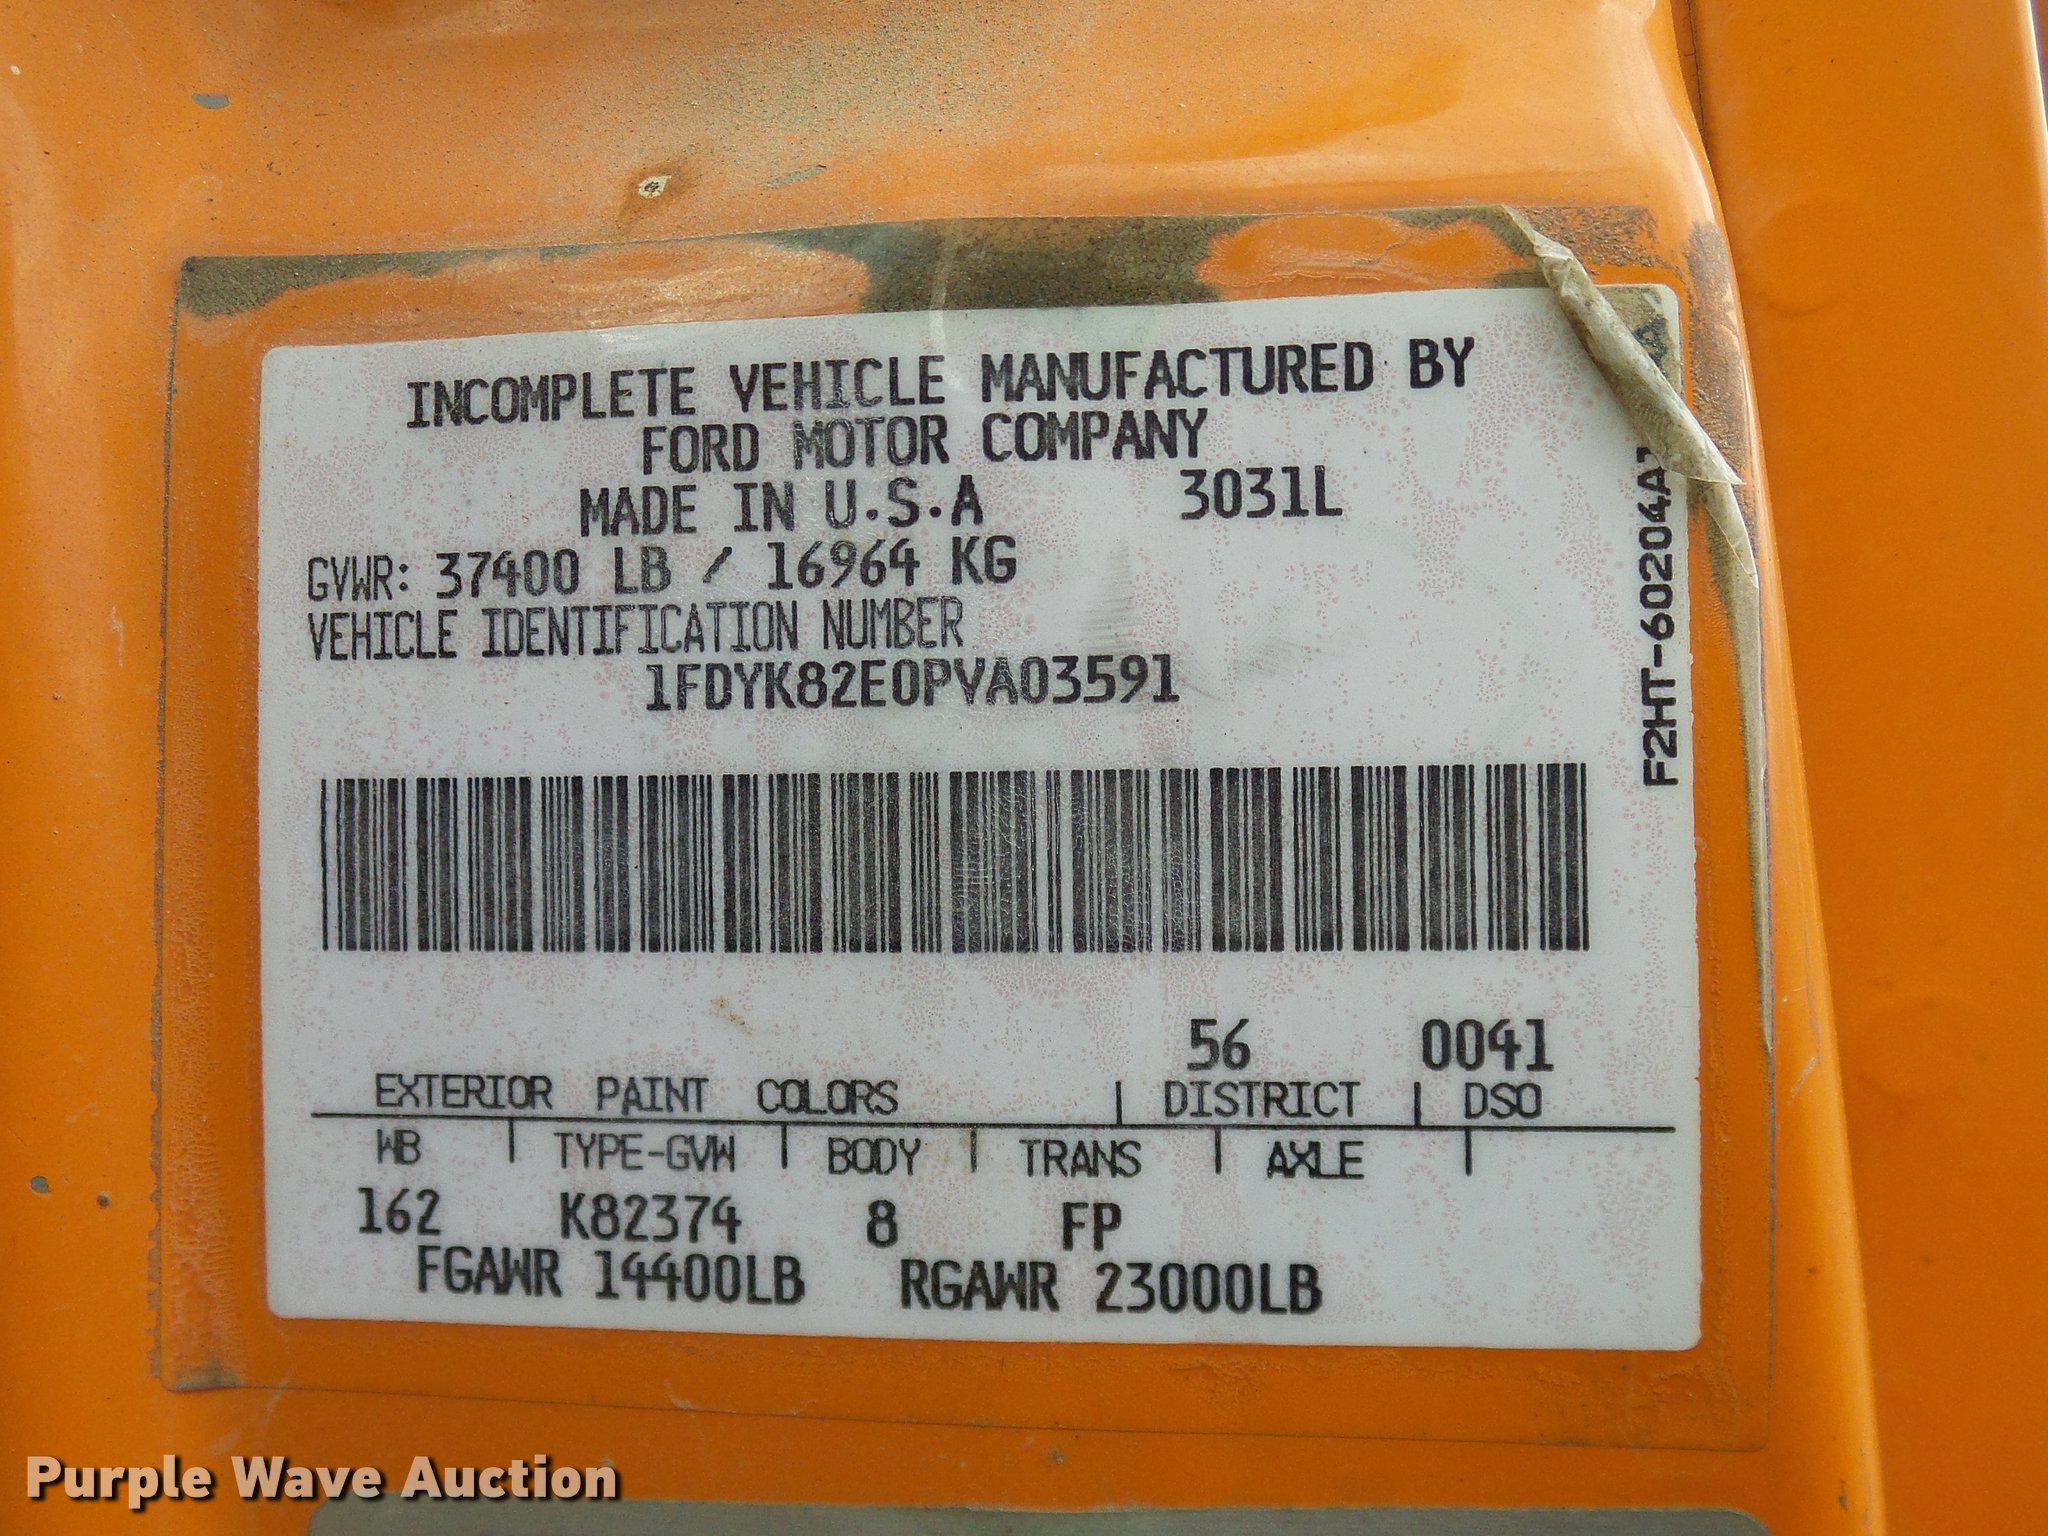 INCOMPLETE VEHICLE MANUFACTURED BY
FORD MOTOR COMPANY
MADE IN U.S.A 3031L
GVWR: 37400 LB / 16964 KG
VEHICLE IDENTIFICATION NUMBER
1FDYK82E0PVA03591
F2HT-60204A
56 0041
EXTERIOR PAINT COLORS | DISTRICT | DSO
WB | TYPE-GVW | BODY | TRANS | AXLE |
162 K82374 8 FP
FGAWR 14400LB RGAWR 23000LB
Purple Wave Auction